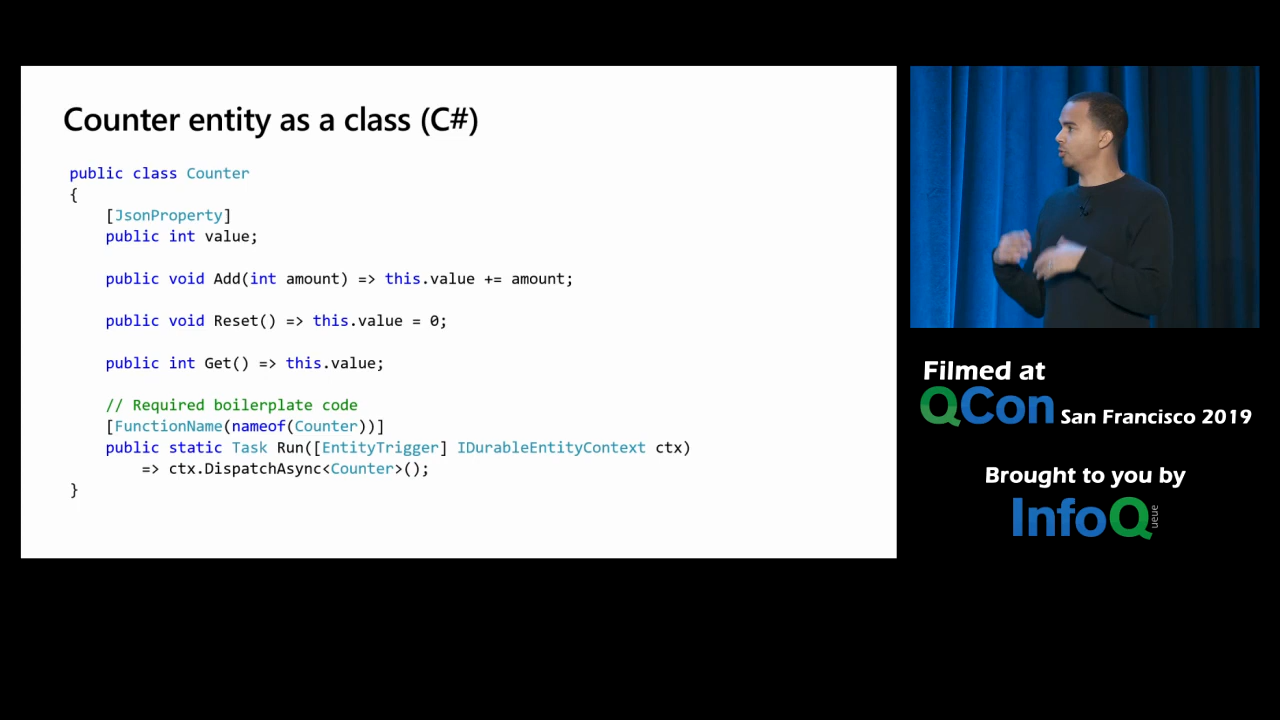 Counter entity as a class (C#)
public class Counter
{
    [JsonProperty]
    public int value;
    public void Add(int amount) => this.value += amount;
    public void Reset() => this.value = 0;
    public int Get() => this.value;
    // Required boilerplate code
    [FunctionName(nameof(Counter))]
    public static Task Run([EntityTrigger] IDurableEntityContext ctx)
        => ctx.DispatchAsync<Counter>();
}
Filmed at
QCon San Francisco 2019
Brought to you by
InfoQ
ueue